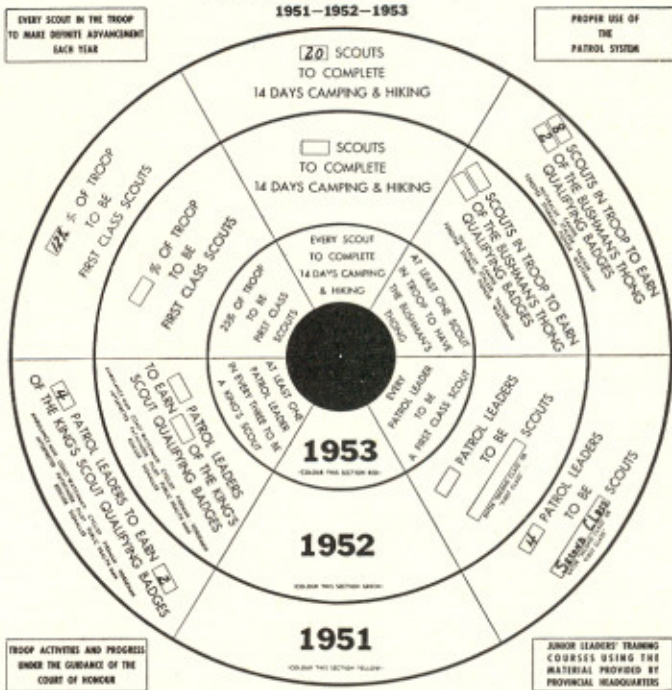 EVERY SCOUT IN THE TROOP
TO MAKE DEFINITE ADVANCEMENT
EACH YEAR
1951—1952—1953
PROPER USE OF
THE
PATROL SYSTEM
20 SCOUTS
TO COMPLETE
14 DAYS CAMPING & HIKING
2 8 SCOUTS IN TROOP TO EARN
OF THE BUSHMAN'S THONG
QUALIFYING BADGES
4 PATROL LEADERS
TO BE
Second Class SCOUTS
1951
4 PATROL LEADERS TO EARN 2
OF THE KING'S SCOUT QUALIFYING BADGES
% OF TROOP
TO BE
FIRST CLASS SCOUTS
SCOUTS
TO COMPLETE
14 DAYS CAMPING & HIKING
SCOUTS IN TROOP TO EARN
OF THE BUSHMAN'S THONG
QUALIFYING BADGES
PATROL LEADERS
TO BE
SCOUTS
1952
PATROL LEADERS
TO EARN OF THE KING'S
SCOUT QUALIFYING BADGES
% OF TROOP
TO BE
FIRST CLASS SCOUTS
EVERY SCOUT
TO COMPLETE
14 DAYS CAMPING
& HIKING
AT LEAST ONE SCOUT
IN TROOP TO HAVE
THE BUSHMAN'S
THONG
EVERY
PATROL LEADER
TO BE
A FIRST CLASS SCOUT
1953
AT LEAST ONE
PATROL LEADER
IN EVERY THREE TO BE
A KING'S SCOUT
25% OF TROOP
TO BE
FIRST CLASS
SCOUTS
TROOP ACTIVITIES AND PROGRESS
UNDER THE GUIDANCE OF THE
COURT OF HONOUR
JUNIOR LEADERS' TRAINING
COURSES USING THE
MATERIAL PROVIDED BY
PROVINCIAL HEADQUARTERS